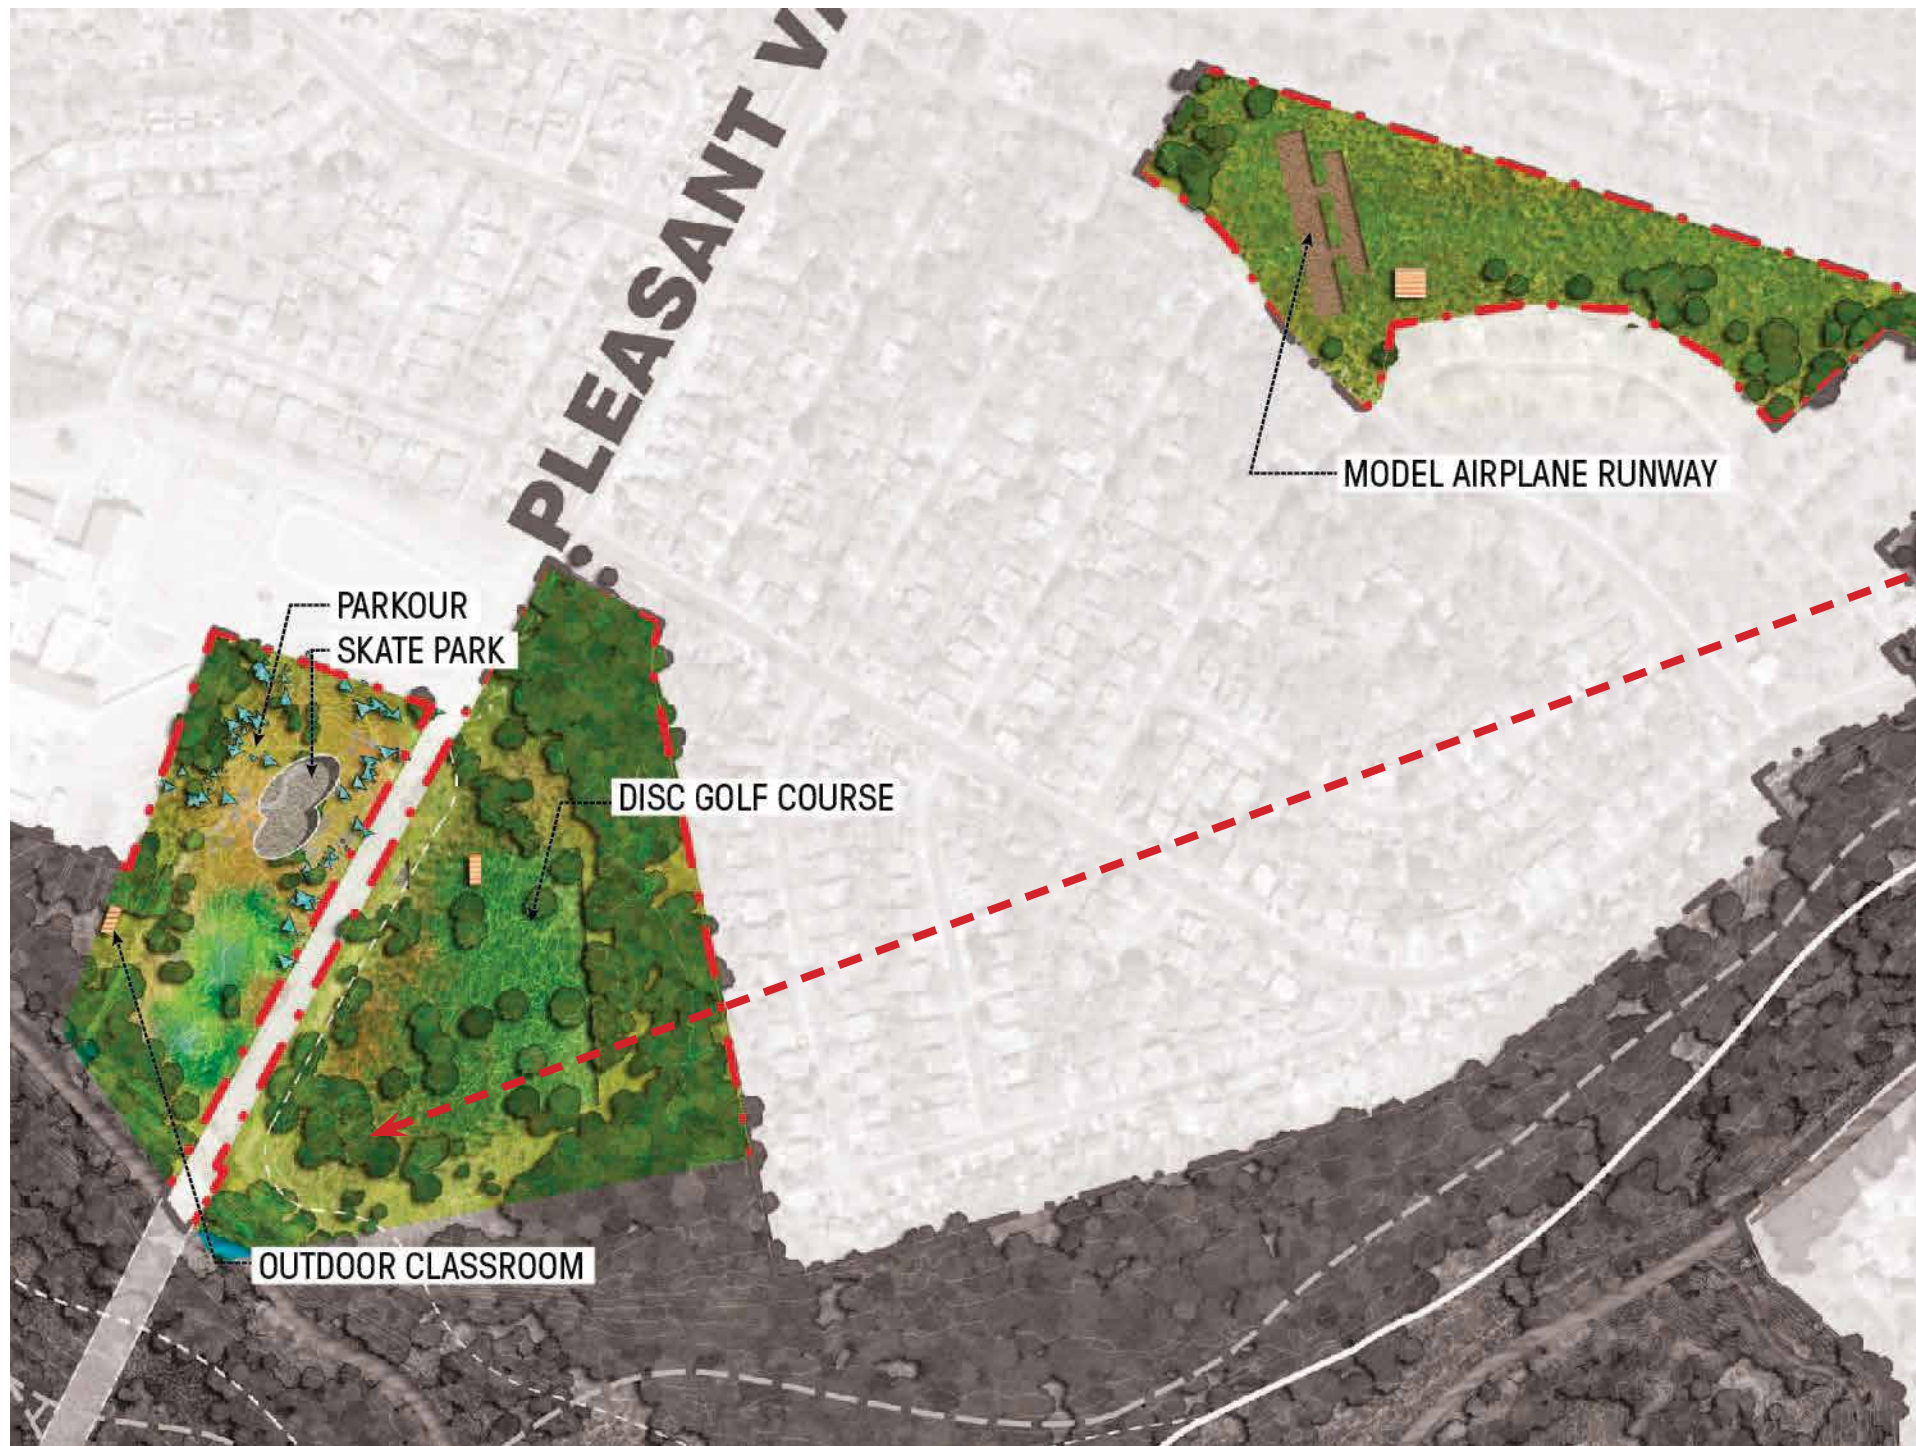 PLEASANT
MODEL AIRPLANE RUNWAY
PARKOUR
SKATE PARK
DISC GOLF COURSE
OUTDOOR CLASSROOM